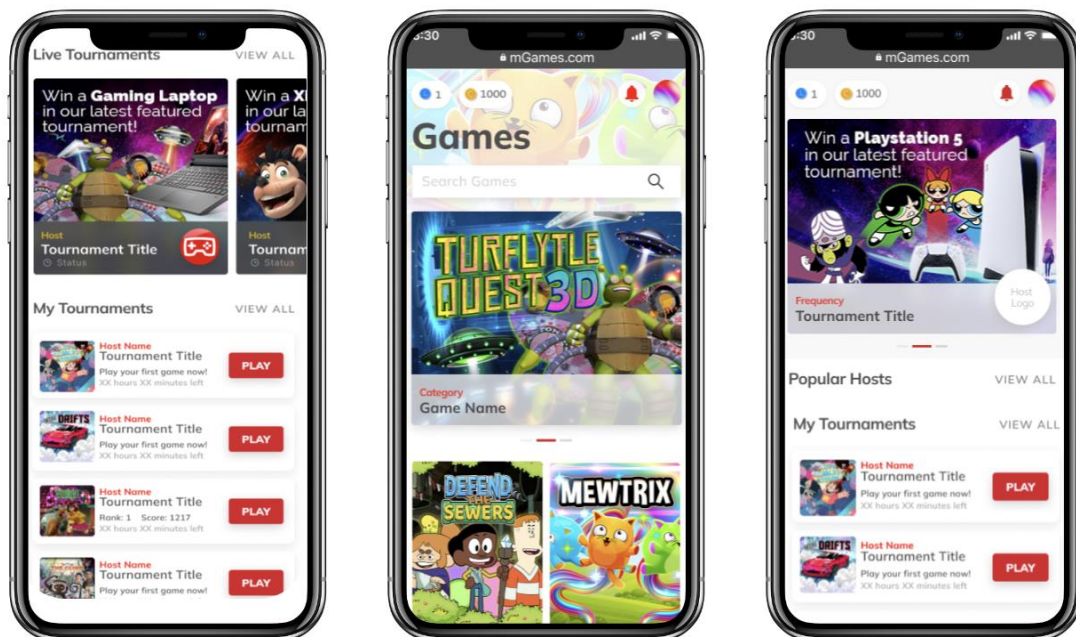 Live Tournaments VIEW ALL
Win a Gaming Laptop
in our latest featured
tournament!
Host
Tournament Title
Status
Win a X
in our la
tournam
Host
Tournam
Status
My Tournaments VIEW ALL
Host Name
Tournament Title
Play your first game now!
XX hours XX minutes left
PLAY
DRIFTS
Host Name
Tournament Title
Play your first game now!
XX hours XX minutes left
PLAY
Host Name
Tournament Title
Rank: 1 Score: 1217
XX hours XX minutes left
PLAY
Host Name
Tournament Title
Play your first game now!
PLAY
:30
mGames.com
1 1000
Games
Search Games
TURFLYTLE
QUEST 3D
Category
Game Name
DEFEND
THE
SEWERS
MEWTRIX
:30
mGames.com
1 1000
Win a Playstation 5
in our latest featured
tournament!
Frequency
Tournament Title
Host
Logo
Popular Hosts VIEW ALL
My Tournaments VIEW ALL
Host Name
Tournament Title
Play your first game now!
XX hours XX minutes left
PLAY
DRIFTS
Host Name
Tournament Title
Play your first game now!
XX hours XX minutes left
PLAY